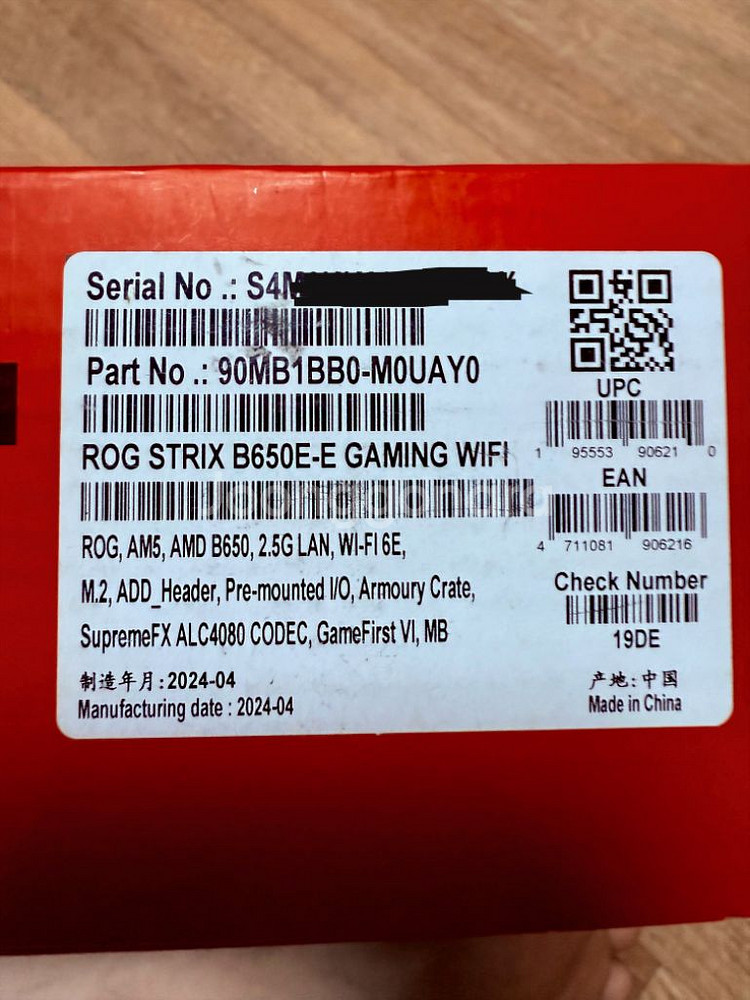 Serial No .: S4M
Part No .: 90MB1BB0-M0UAY0
ROG STRIX B650E-E GAMING WIFI
ROG, AM5, AMD B650, 2.5G LAN, WI-FI 6E,
M.2, ADD_Header, Pre-mounted I/O, Armoury Crate,
SupremeFX ALC4080 CODEC, GameFirst VI, MB
制造年月:2024-04
Manufacturing date : 2024-04
UPC
1 95553 90621 0
EAN
4 711081 906216
Check Number
19DE
产地:中国
Made in China